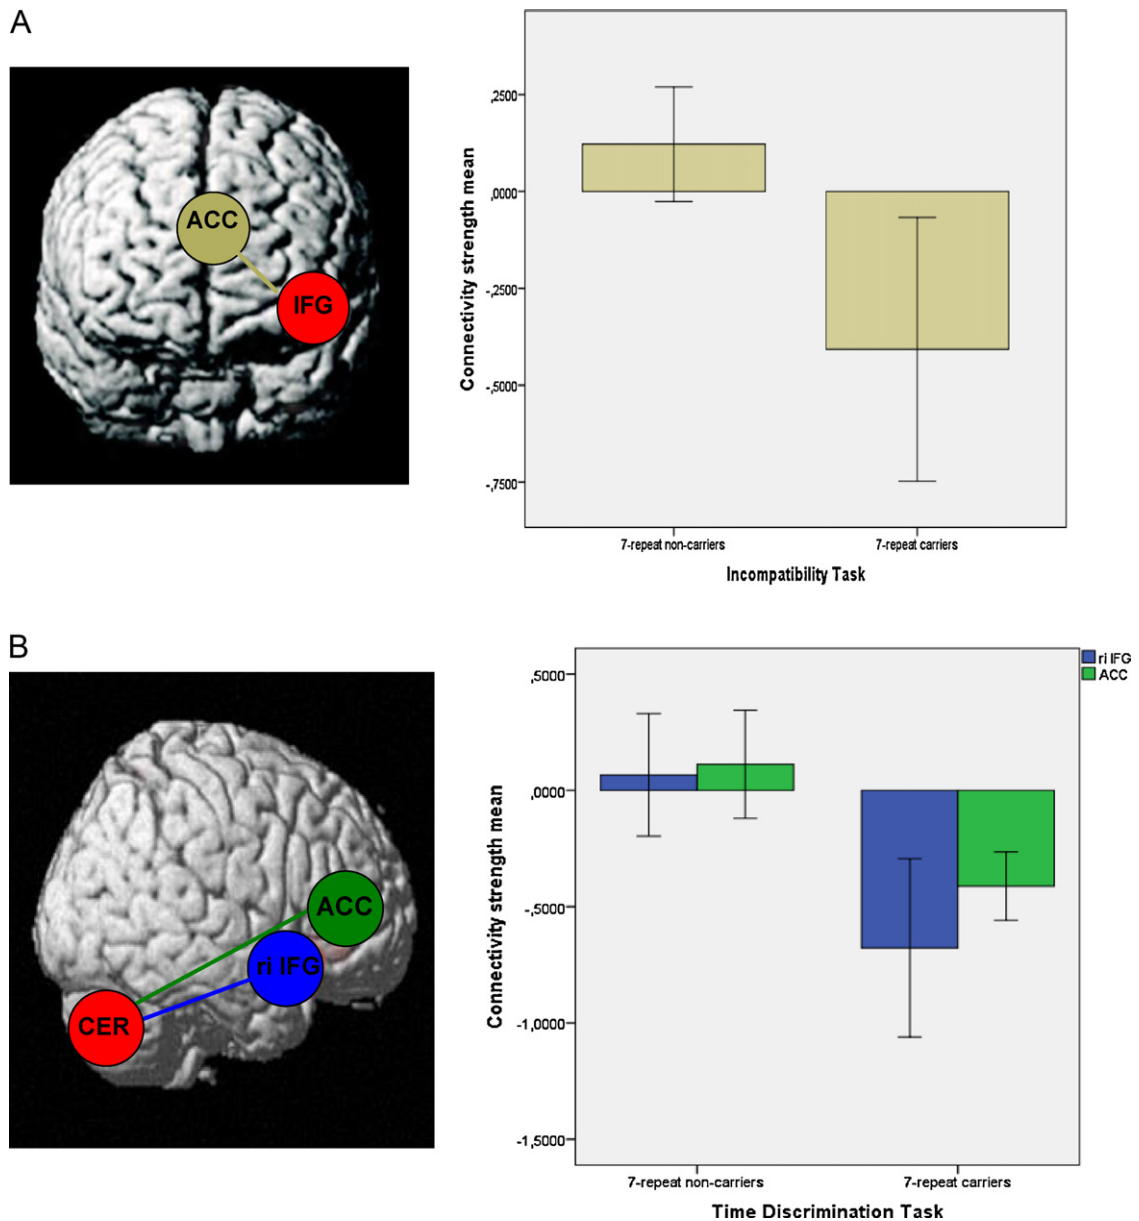 A
ACC
IFG
Connectivity strength mean
,2500
,0000
-,2500
-,5000
-,7500
7-repeat non-carriers
7-repeat carriers
Incompatibility Task
B
ACC
ri IFG
CER
Connectivity strength mean
,5000
,0000
-,5000
-1,0000
-1,5000
7-repeat non-carriers
7-repeat carriers
Time Discrimination Task
ri IFG
ACC